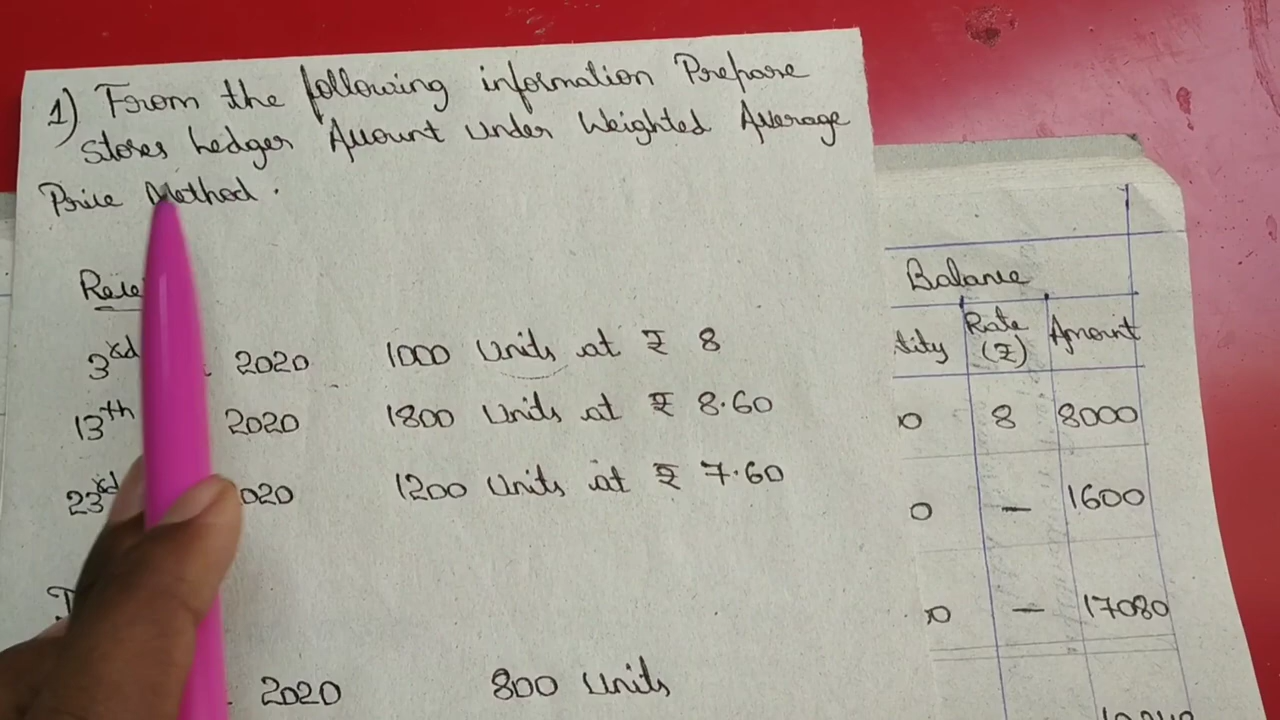 1) From the following information Prepare
Stores Ledger Account under Weighted Average
Price Method.
3rd 2020 1000 Units at ₹ 8
13th 2020 1800 Units at ₹ 8.60
23rd 2020 1200 Units at ₹ 7.60
2020 800 Units
Balance
Rate (₹) Amount
8 8000
- 1600
- 17080